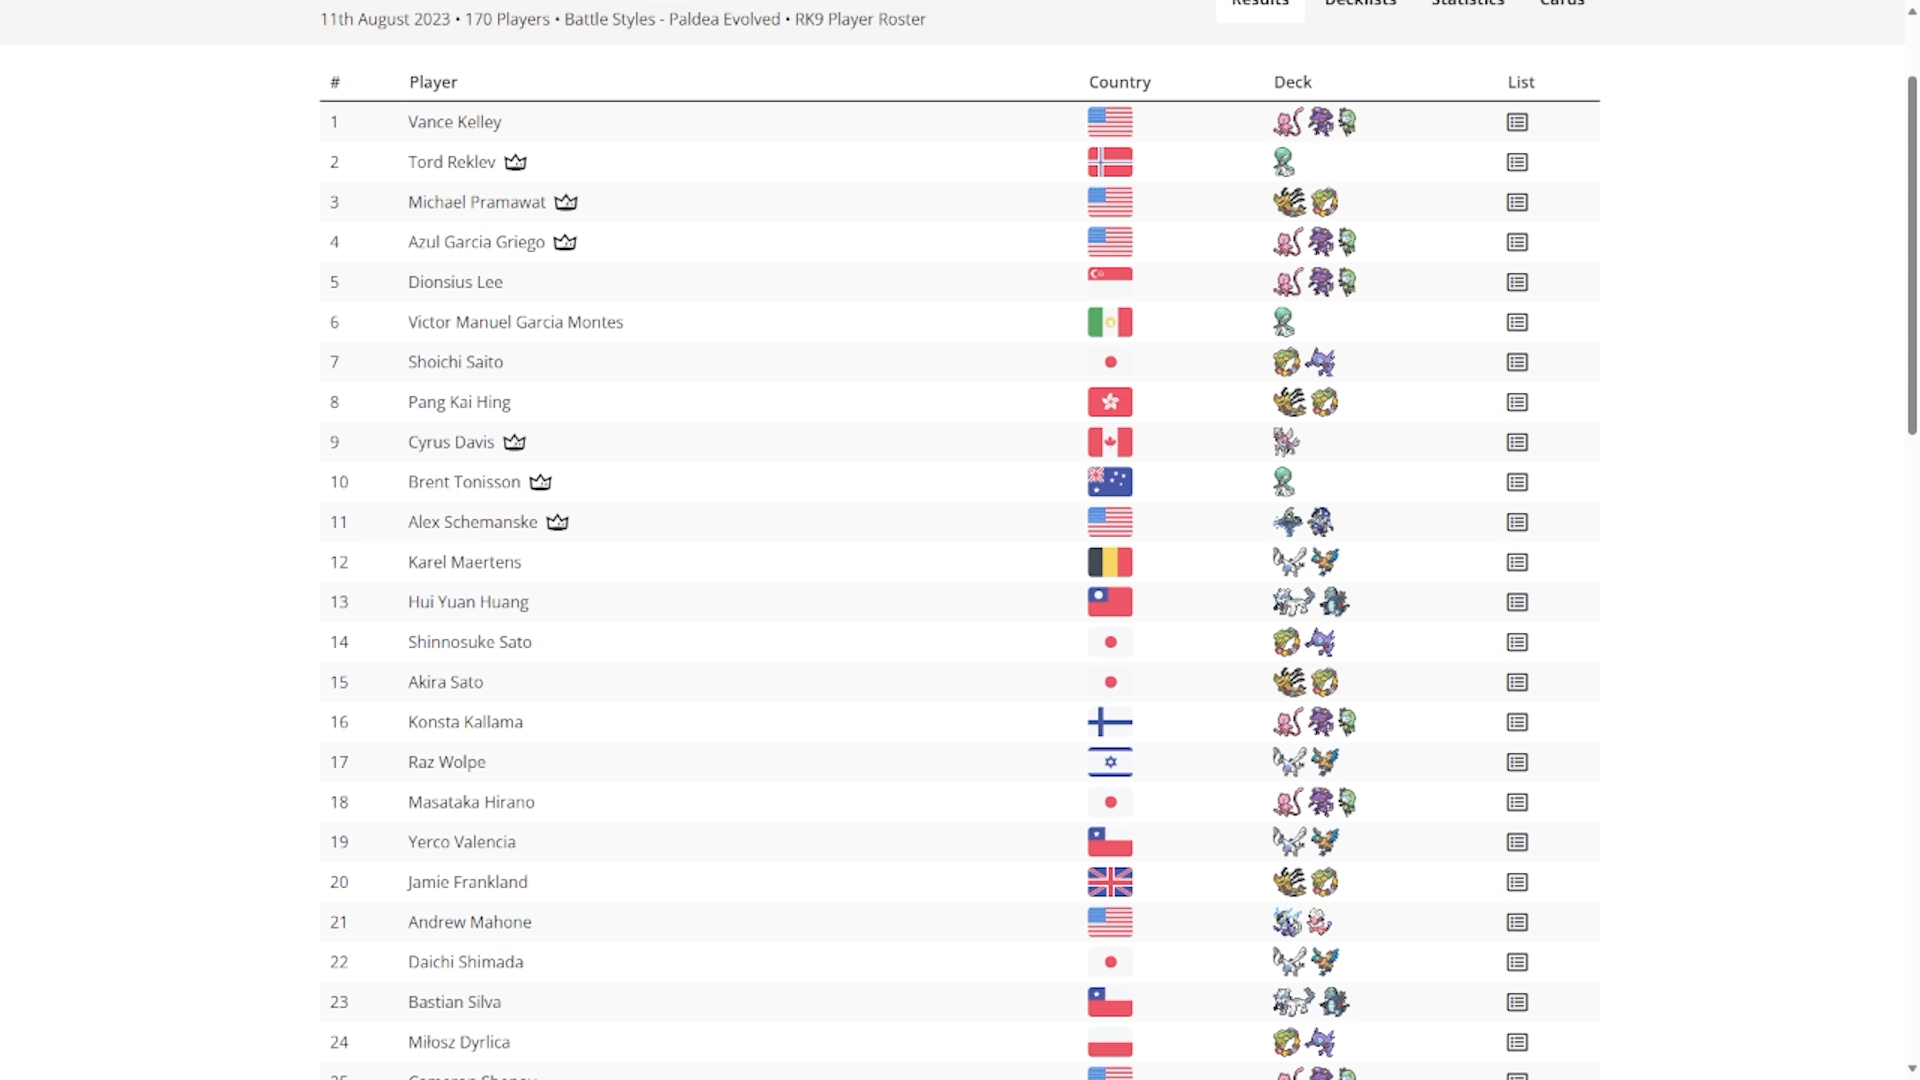 Results Decklists Statistics Cards
11th August 2023 • 170 Players • Battle Styles - Paldea Evolved • RK9 Player Roster
# Player Country Deck List
1 Vance Kelley
2 Tord Reklev
3 Michael Pramawat
4 Azul Garcia Griego
5 Dionsius Lee
6 Victor Manuel Garcia Montes
7 Shoichi Saito
8 Pang Kai Hing
9 Cyrus Davis
10 Brent Tonisson
11 Alex Schemanske
12 Karel Maertens
13 Hui Yuan Huang
14 Shinnosuke Sato
15 Akira Sato
16 Konsta Kallama
17 Raz Wolpe
18 Masataka Hirano
19 Yerco Valencia
20 Jamie Frankland
21 Andrew Mahone
22 Daichi Shimada
23 Bastian Silva
24 Miłosz Dyrlica